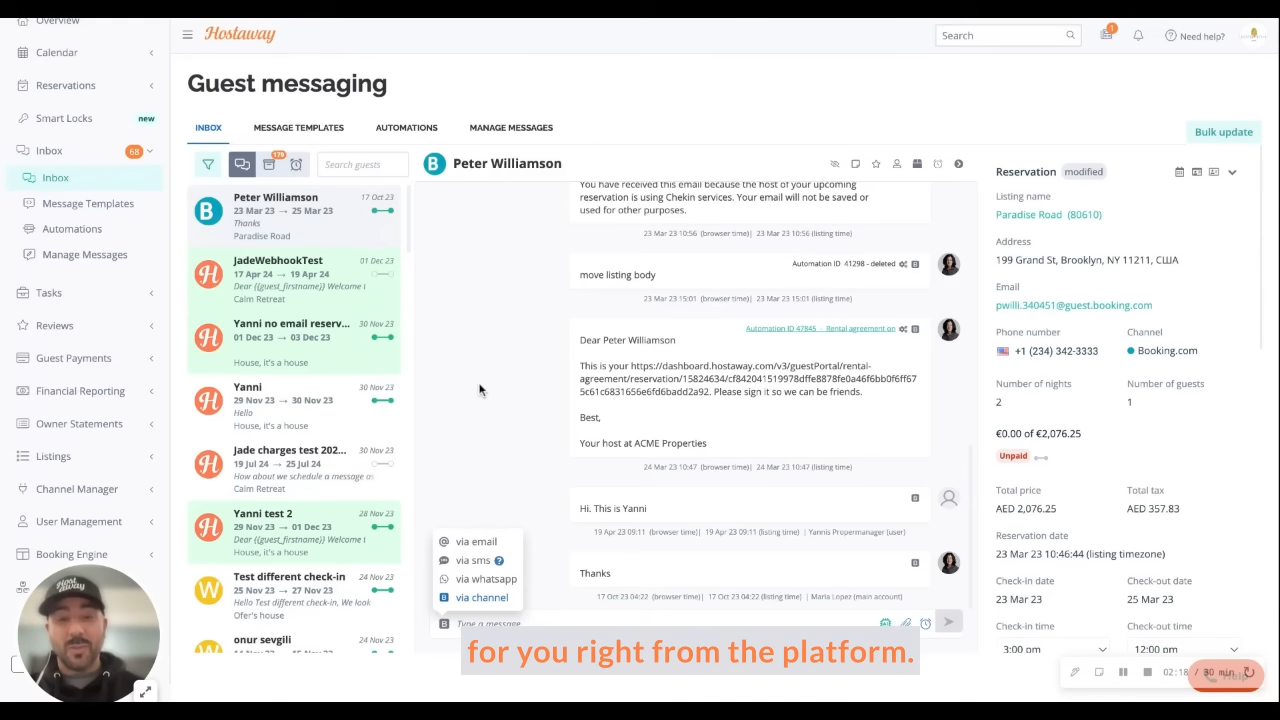 Overview
Calendar
Reservations
Smart Locks new
Inbox 68
Inbox
Message Templates
Automations
Manage Messages
Tasks
Reviews
Guest Payments
Financial Reporting
Owner Statements
Listings
Channel Manager
User Management
Booking Engine
Hostaway
Search
1
Need help?
Guest messaging
INBOX
MESSAGE TEMPLATES
AUTOMATIONS
MANAGE MESSAGES
Bulk update
179
Search guests
Peter Williamson 17 Oct 23
23 Mar 23 → 25 Mar 23
Thanks
Paradise Road
JadeWebhookTest 01 Dec 23
17 Apr 24 → 19 Apr 24
Dear {{guest_firstname}} Welcome t
Calm Retreat
Yanni no email reserv... 30 Nov 23
01 Dec 23 → 03 Dec 23
House, it's a house
Yanni 30 Nov 23
29 Nov 23 → 30 Nov 23
Hello
House, it's a house
Jade charges test 202... 30 Nov 23
19 Jul 24 → 25 Jul 24
How about we schedule a message a
Calm Retreat
Yanni test 2 28 Nov 23
29 Nov 23 → 01 Dec 23
Dear {{guest_firstname}} Welcome t
House, it's a house
Test different check-in 24 Nov 23
25 Nov 23 → 27 Nov 23
Hello Test different check-in, We look
Ofer's house
onur sevgili 24 Nov 23
Peter Williamson
You have received this email because the host of your upcoming
reservation is using Chekin services. Your email will not be saved or
used for other purposes.
23 Mar 23 10:56 (browser time)| 23 Mar 23 10:56 (listing time)
Automation ID 41298 - deleted
move listing body
23 Mar 23 15:01 (browser time)| 23 Mar 23 15:01 (listing time)
Automation ID 47845 - Rental agreement on
Dear Peter Williamson
This is your https://dashboard.hostaway.com/v3/guestPortal/rental-
agreement/reservation/15824634/cf842041519978dffe8878fe0a46f6bb0f6ff67
5c61c6831656e6fd6badd2a92. Please sign it so we can be friends.
Best,
Your host at ACME Properties
24 Mar 23 10:47 (browser time)| 24 Mar 23 10:47 (listing time)
Hi. This is Yanni
19 Apr 23 09:11 (browser time)| 19 Apr 23 09:11 (listing time) | Yannis Propermanager (user)
Thanks
17 Oct 23 04:22 (browser time)| 17 Oct 23 04:22 (listing time) | Maria Lopez (main account)
via email
via sms ?
via whatsapp
via channel
Type a message
for you right from the platform.
Reservation modified
Listing name
Paradise Road (80610)
Address
199 Grand St, Brooklyn, NY 11211, США
Email
pwilli.340451@guest.booking.com
Phone number Channel
+1 (234) 342-3333 Booking.com
Number of nights Number of guests
2 1
€0.00 of €2,076.25
Unpaid
Total price Total tax
AED 2,076.25 AED 357.83
Reservation date
23 Mar 23 10:46:44 (listing timezone)
Check-in date Check-out date
23 Mar 23 25 Mar 23
Check-in time Check-out time
3:00 pm 12:00 pm
02:18 / 30 min